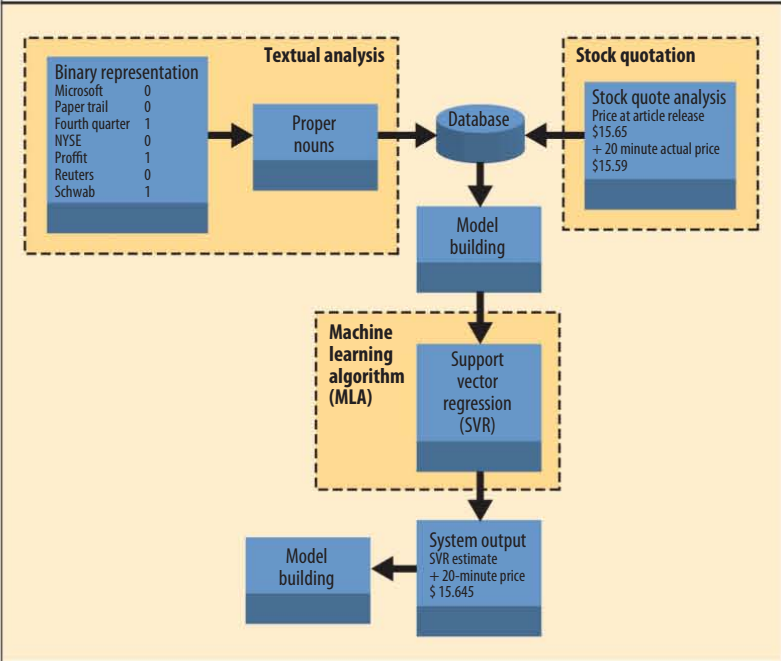 Textual analysis
Binary representation
Microsoft 0
Paper trail 0
Fourth quarter 1
NYSE 0
Proffit 1
Reuters 0
Schwab 1
Proper
nouns
Database
Stock quotation
Stock quote analysis
Price at article release
$15.65
+ 20 minute actual price
$15.59
Model
building
Machine
learning
algorithm
(MLA)
Support
vector
regression
(SVR)
System output
SVR estimate
+ 20-minute price
$ 15.645
Model
building